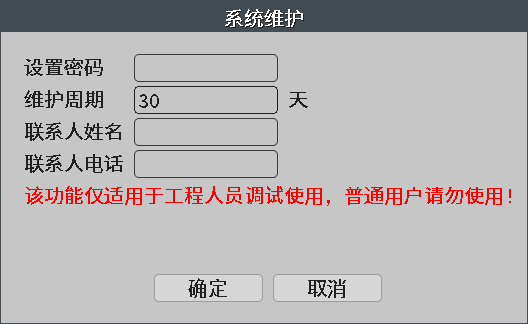 系统维护
设置密码
维护周期 30 天
联系人姓名
联系人电话
该功能仅适用于工程人员调试使用，普通用户请勿使用！
确定 取消